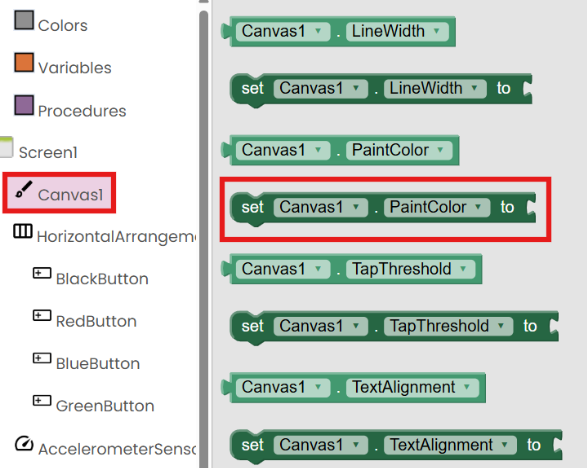 Colors
Variables
Procedures
Screen1
Canvas1
HorizontalArrangeme
BlackButton
RedButton
BlueButton
GreenButton
AccelerometerSenso
Canvas1 . LineWidth
set Canvas1 . LineWidth to
Canvas1 . PaintColor
set Canvas1 . PaintColor to
Canvas1 . TapThreshold
set Canvas1 . TapThreshold to
Canvas1 . TextAlignment
set Canvas1 . TextAlignment to